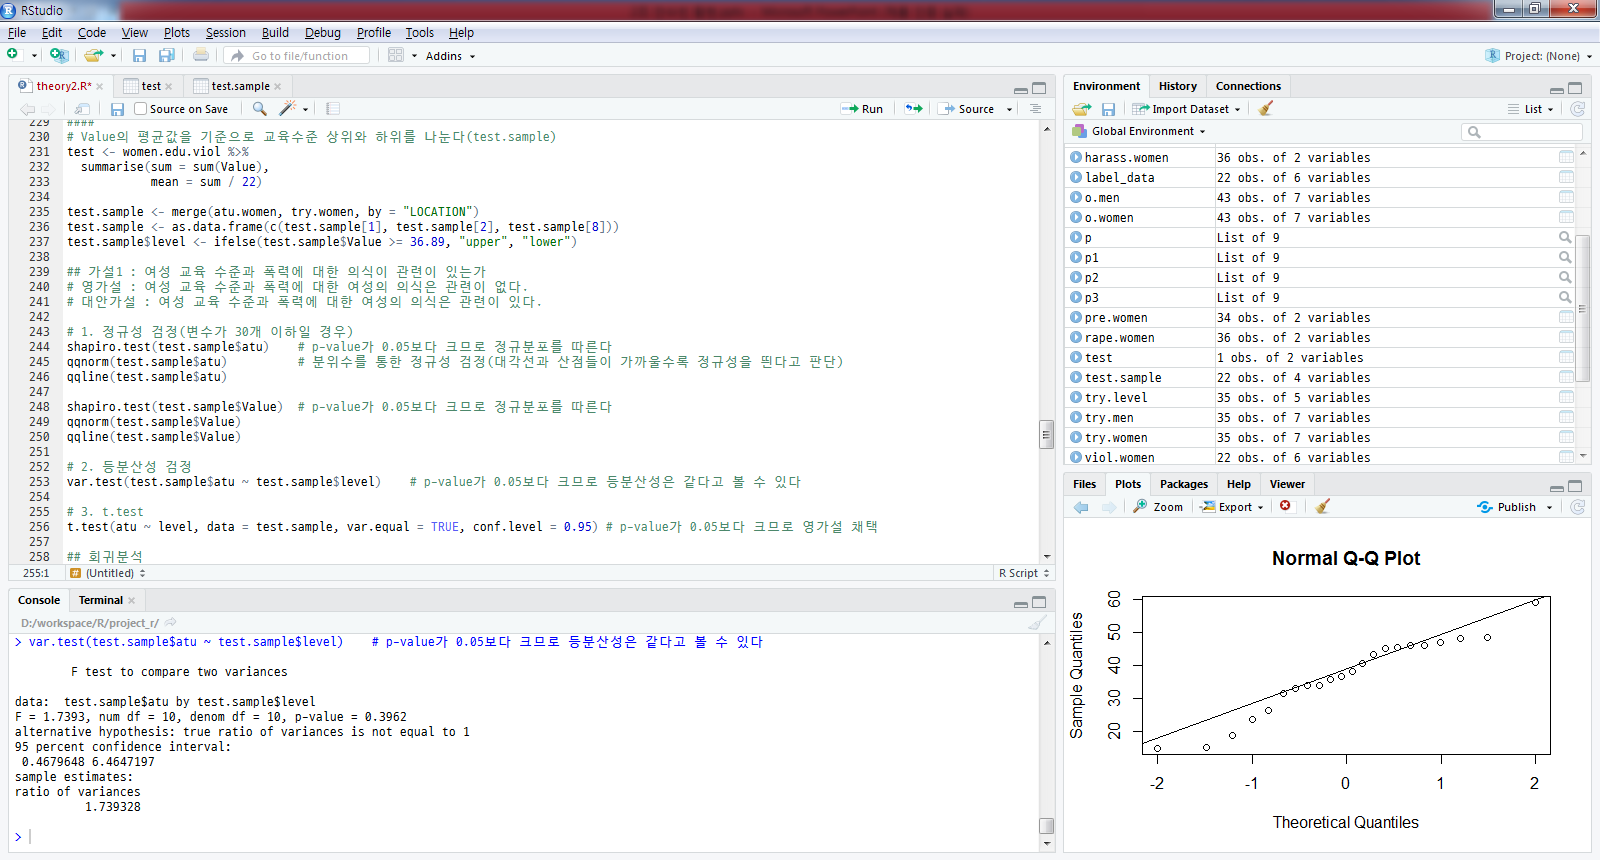 RStudio
File Edit Code View Plots Session Build Debug Profile Tools Help
Go to file/function Addins Project: (None)
theory2.R* test test.sample
Source on Save Run Source
229 ####
230 # Value의 평균값을 기준으로 교육수준 상위와 하위를 나눈다(test.sample)
231 test <- women.edu.viol %>%
232 summarise(sum = sum(Value),
233 mean = sum / 22)
234
235 test.sample <- merge(atu.women, try.women, by = "LOCATION")
236 test.sample <- as.data.frame(c(test.sample[1], test.sample[2], test.sample[8]))
237 test.sample$level <- ifelse(test.sample$Value >= 36.89, "upper", "lower")
238
239 ## 가설1 : 여성 교육 수준과 폭력에 대한 의식이 관련이 있는가
240 # 영가설 : 여성 교육 수준과 폭력에 대한 여성의 의식은 관련이 없다.
241 # 대안가설 : 여성 교육 수준과 폭력에 대한 여성의 의식은 관련이 있다.
242
243 # 1. 정규성 검정(변수가 30개 이하일 경우)
244 shapiro.test(test.sample$atu) # p-value가 0.05보다 크므로 정규분포를 따른다
245 qqnorm(test.sample$atu) # 분위수를 통한 정규성 검정(대각선과 산점들이 가까울수록 정규성을 띈다고 판단)
246 qqline(test.sample$atu)
247
248 shapiro.test(test.sample$Value) # p-value가 0.05보다 크므로 정규분포를 따른다
249 qqnorm(test.sample$Value)
250 qqline(test.sample$Value)
251
252 # 2. 등분산성 검정
253 var.test(test.sample$atu ~ test.sample$level) # p-value가 0.05보다 크므로 등분산성은 같다고 볼 수 있다
254
255 # 3. t.test
256 t.test(atu ~ level, data = test.sample, var.equal = TRUE, conf.level = 0.95) # p-value가 0.05보다 크므로 영가설 채택
257
258 ## 회귀분석
255:1 # (Untitled) R Script
Console Terminal
D:/workspace/R/project_r/
> var.test(test.sample$atu ~ test.sample$level) # p-value가 0.05보다 크므로 등분산성은 같다고 볼 수 있다
F test to compare two variances
data: test.sample$atu by test.sample$level
F = 1.7393, num df = 10, denom df = 10, p-value = 0.3962
alternative hypothesis: true ratio of variances is not equal to 1
95 percent confidence interval:
0.4679648 6.4647197
sample estimates:
ratio of variances
1.739328
>
Environment History Connections
Import Dataset List
Global Environment
harass.women 36 obs. of 2 variables
label_data 22 obs. of 6 variables
o.men 43 obs. of 7 variables
o.women 43 obs. of 7 variables
p List of 9
p1 List of 9
p2 List of 9
p3 List of 9
pre.women 34 obs. of 2 variables
rape.women 36 obs. of 2 variables
test 1 obs. of 2 variables
test.sample 22 obs. of 4 variables
try.level 35 obs. of 5 variables
try.men 35 obs. of 7 variables
try.women 35 obs. of 7 variables
viol.women 22 obs. of 6 variables
Files Plots Packages Help Viewer
Zoom Export Publish
Normal Q-Q Plot
Sample Quantiles
60
50
40
30
20
-2 -1 0 1 2
Theoretical Quantiles